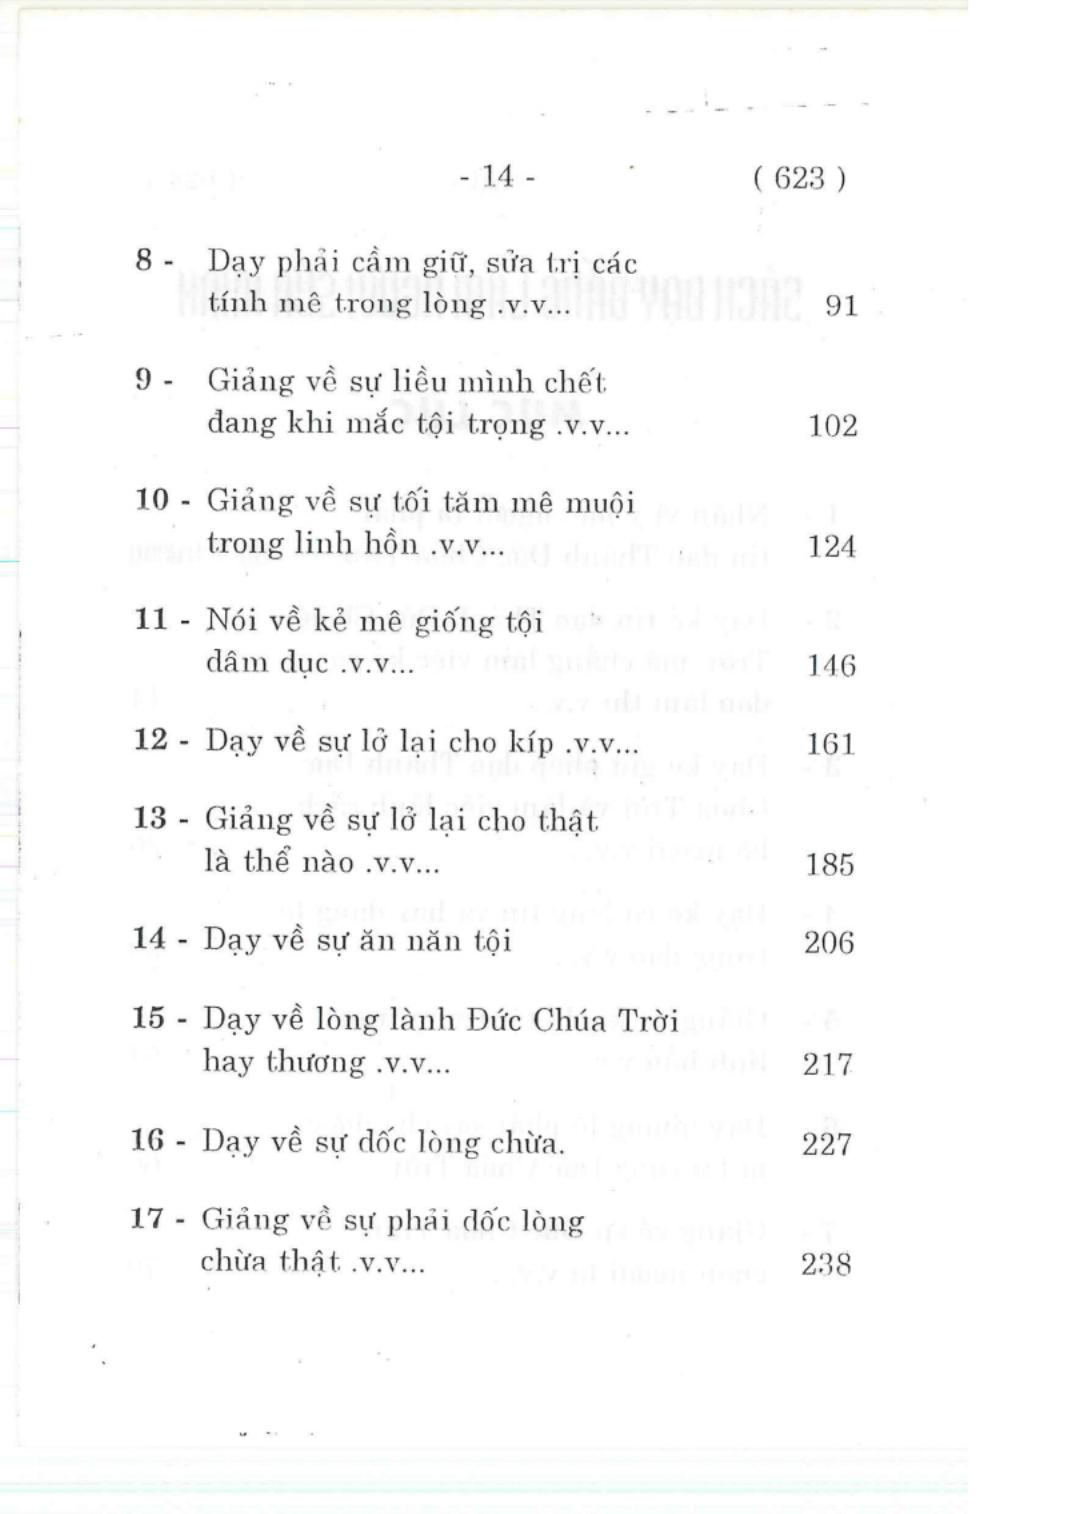 - 14 - ( 623 )
8 - Dạy phải cầm giữ, sửa trị các
tính mê trong lòng .v.v... 91
9 - Giảng về sự liều mình chết
đang khi mắc tội trọng .v.v... 102
10 - Giảng về sự tối tăm mê muội
trong linh hồn .v.v... 124
11 - Nói về kẻ mê giống tội
dâm dục .v.v... 146
12 - Dạy về sự lở lại cho kíp .v.v... 161
13 - Giảng về sự lở lại cho thật
là thể nào .v.v... 185
14 - Dạy về sự ăn năn tội 206
15 - Dạy về lòng lành Đức Chúa Trời
hay thương .v.v... 217
16 - Dạy về sự dốc lòng chừa. 227
17 - Giảng về sự phải dốc lòng
chừa thật .v.v... 238